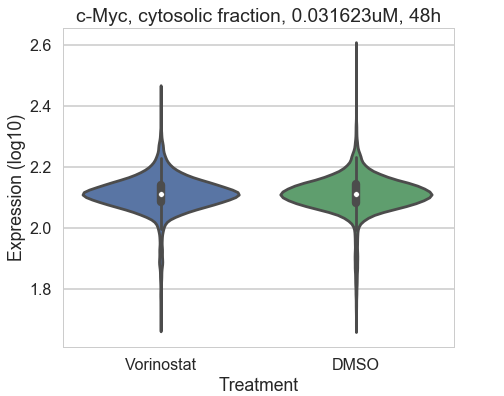 c-Myc, cytosolic fraction, 0.031623uM, 48h
2.6
2.4
2.2
2.0
1.8
Expression (log10)
Vorinostat
DMSO
Treatment